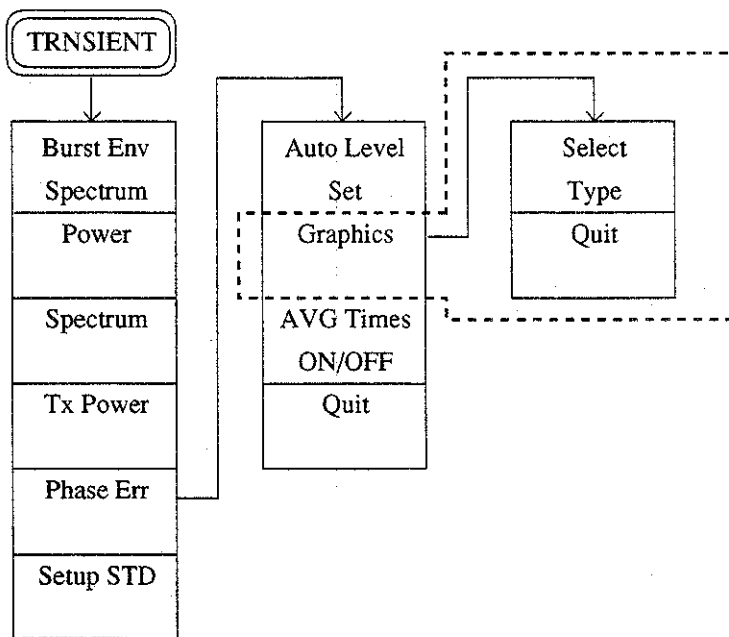 TRNSIENT
Burst Env
Spectrum
Power
Spectrum
Tx Power
Phase Err
Setup STD
Auto Level
Set
Graphics
AVG Times
ON/OFF
Quit
Select
Type
Quit